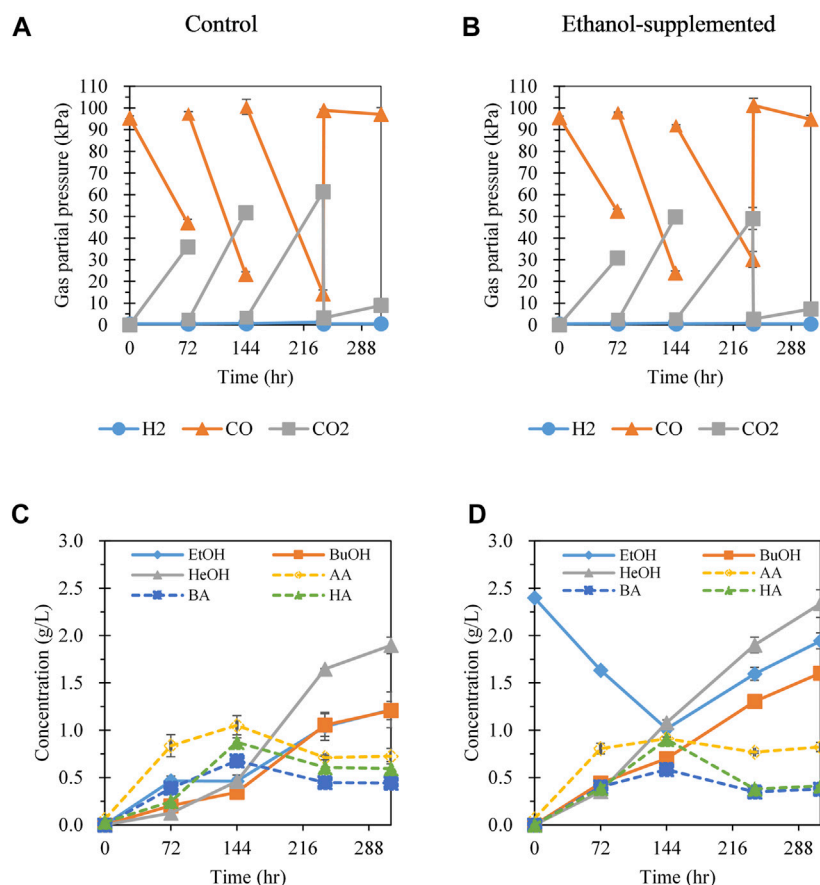 A
Control
B
Ethanol-supplemented
Gas partial pressure (kPa)
110
100
90
80
70
60
50
40
30
20
10
0
0 72 144 216 288
Time (hr)
H2 CO CO2
Gas partial pressure (kPa)
110
100
90
80
70
60
50
40
30
20
10
0
0 72 144 216 288
Time (hr)
H2 CO CO2
C
Concentration (g/L)
3.0
2.5
2.0
1.5
1.0
0.5
0.0
EtOH BuOH
HeOH AA
BA HA
0 72 144 216 288
Time (hr)
D
Concentration (g/L)
3.0
2.5
2.0
1.5
1.0
0.5
0.0
EtOH BuOH
HeOH AA
BA HA
0 72 144 216 288
Time (hr)